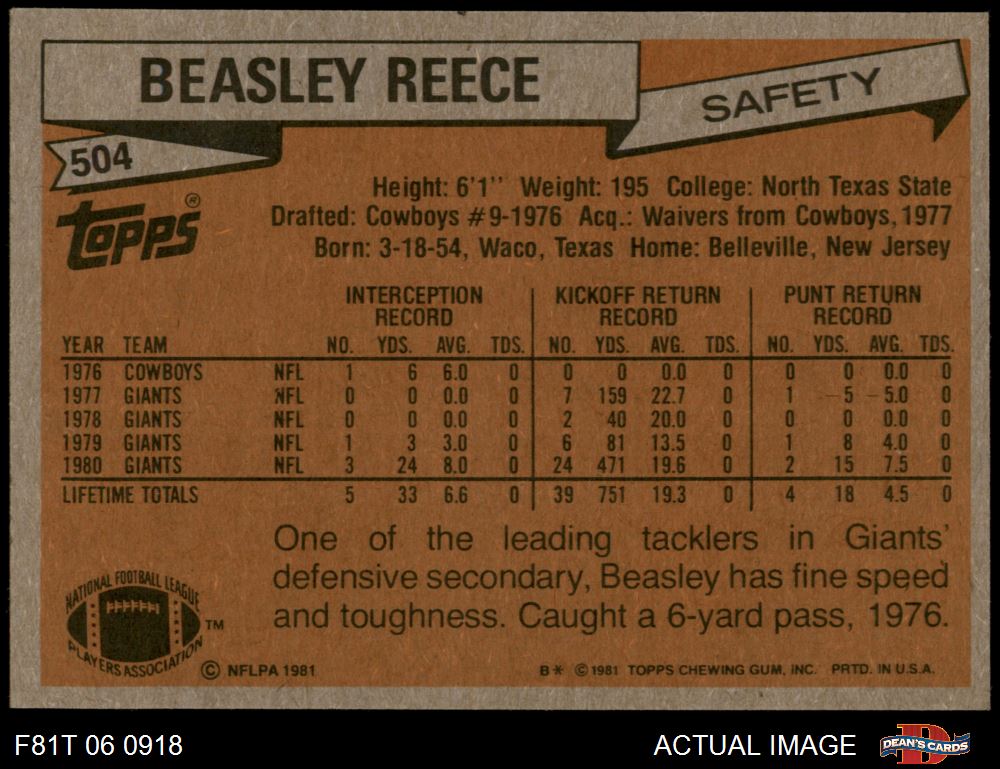 BEASLEY REECE
SAFETY
504
Topps®
Height: 6'1'' Weight: 195 College: North Texas State
Drafted: Cowboys #9-1976 Acq.: Waivers from Cowboys, 1977
Born: 3-18-54, Waco, Texas Home: Belleville, New Jersey
INTERCEPTION RECORD KICKOFF RETURN RECORD PUNT RETURN RECORD
YEAR TEAM NO. YDS. AVG. TDS. NO. YDS. AVG. TDS. NO. YDS. AVG. TDS.
1976 COWBOYS NFL 1 6 6.0 0 0 0 0.0 0 0 0 0.0 0
1977 GIANTS NFL 0 0 0.0 0 7 159 22.7 0 1 -5 -5.0 0
1978 GIANTS NFL 0 0 0.0 0 2 40 20.0 0 0 0 0.0 0
1979 GIANTS NFL 1 3 3.0 0 6 81 13.5 0 1 8 4.0 0
1980 GIANTS NFL 3 24 8.0 0 24 471 19.6 0 2 15 7.5 0
LIFETIME TOTALS 5 33 6.6 0 39 751 19.3 0 4 18 4.5 0
One of the leading tacklers in Giants'
defensive secondary, Beasley has fine speed
and toughness. Caught a 6-yard pass, 1976.
NATIONAL FOOTBALL LEAGUE
PLAYERS ASSOCIATION TM
© NFLPA 1981
B* © 1981 TOPPS CHEWING GUM, INC. PRTD. IN U.S.A.
F81T 06 0918
ACTUAL IMAGE
D DEAN'S CARDS